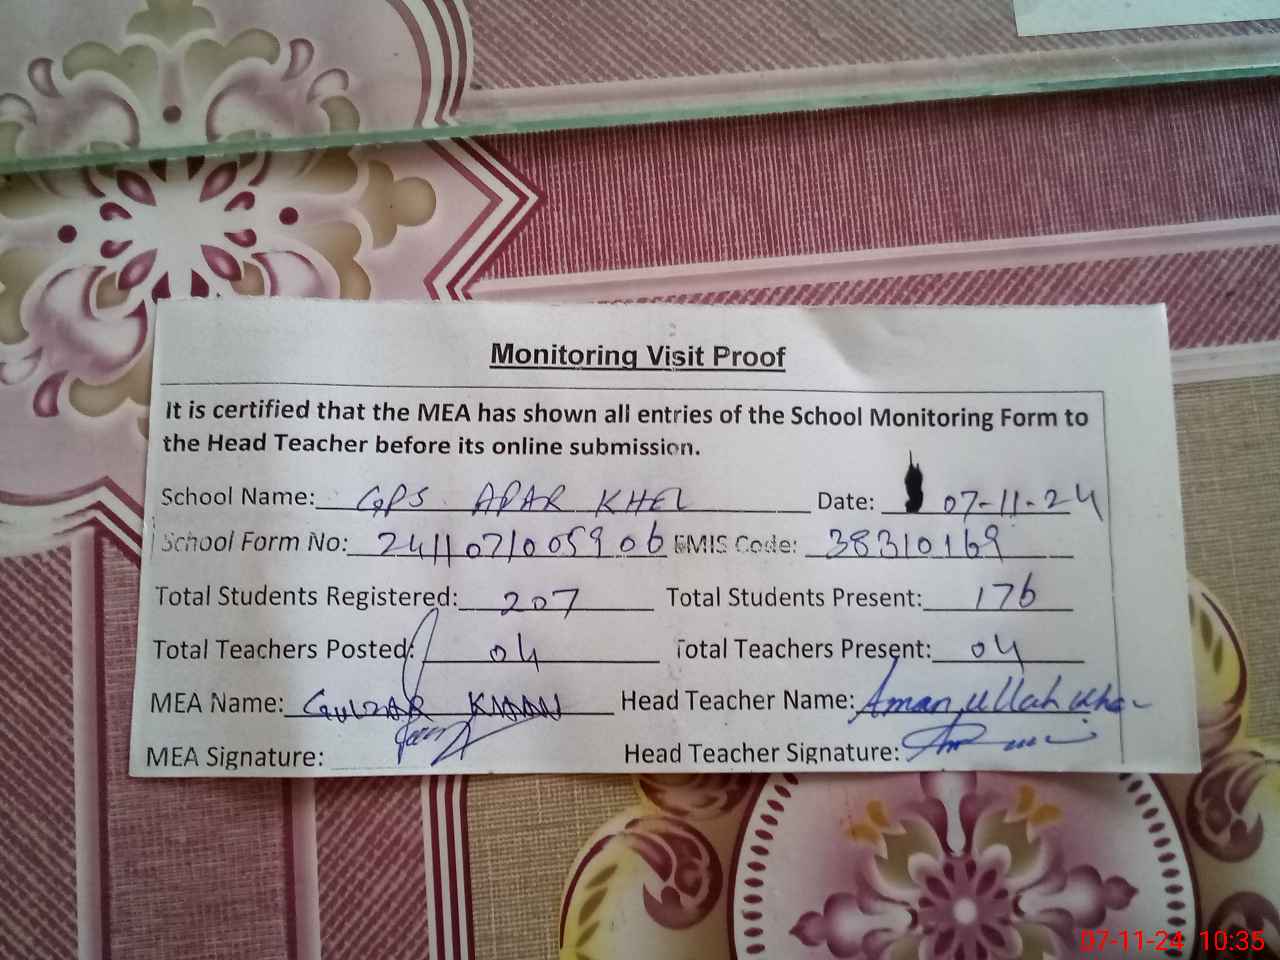 Monitoring Visit Proof
It is certified that the MEA has shown all entries of the School Monitoring Form to
the Head Teacher before its online submission.
School Name: GPS APAR KHEL Date: 07-11-24
School Form No: 2411071005906 EMIS Code: 38310169
Total Students Registered: 207 Total Students Present: 176
Total Teachers Posted: 04 Total Teachers Present: 04
MEA Name: GULZAR KHAN Head Teacher Name: Aman ullah khan
MEA Signature: Head Teacher Signature:
07-11-24 10:35